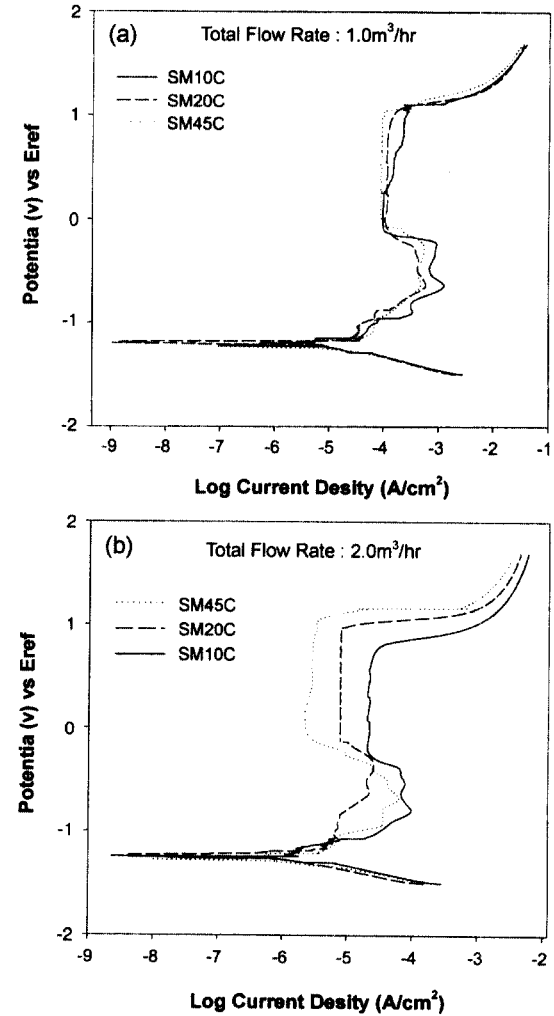 (a)
Total Flow Rate : 1.0m³/hr
SM10C
SM20C
SM45C
2
1
0
-1
-2
Potentia (v) vs Eref
-9 -8 -7 -6 -5 -4 -3 -2 -1
Log Current Desity (A/cm²)
(b)
Total Flow Rate : 2.0m³/hr
SM45C
SM20C
SM10C
2
1
0
-1
-2
Potentia (v) vs Eref
-9 -8 -7 -6 -5 -4 -3 -2 -1
Log Current Desity (A/cm²)